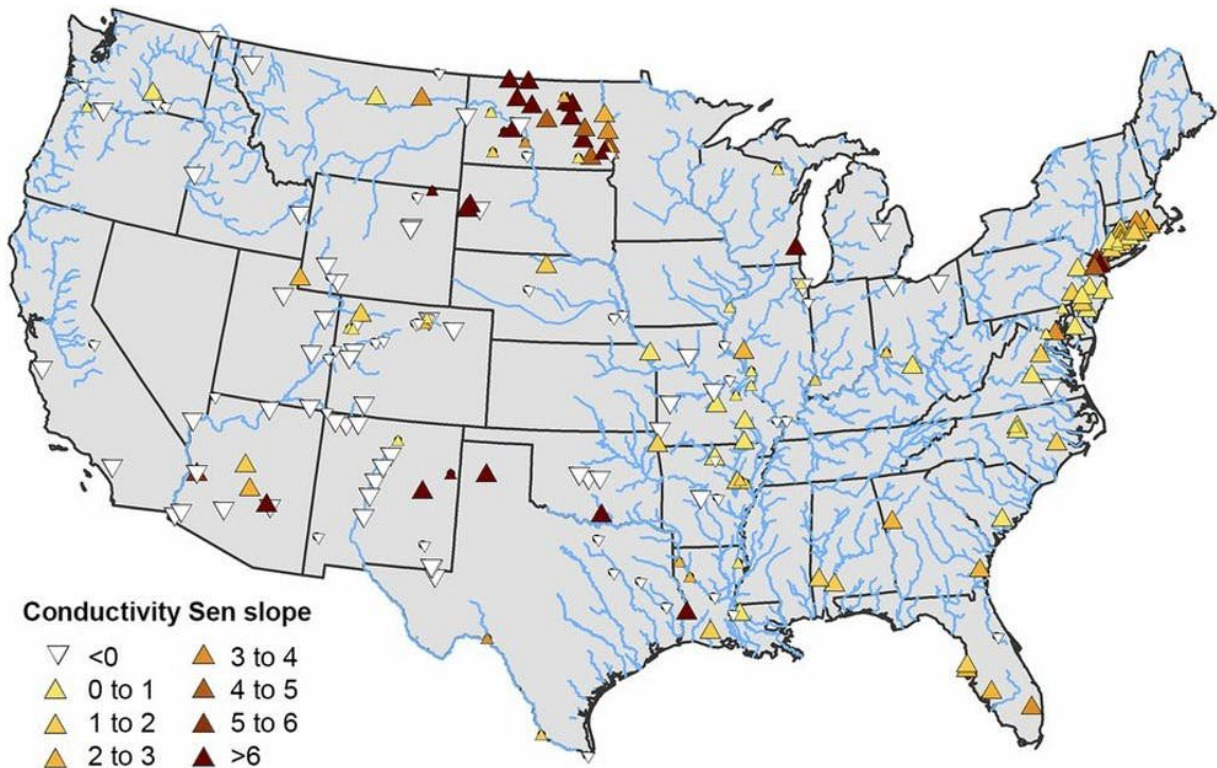 Conductivity Sen slope
<0
0 to 1
1 to 2
2 to 3
3 to 4
4 to 5
5 to 6
>6